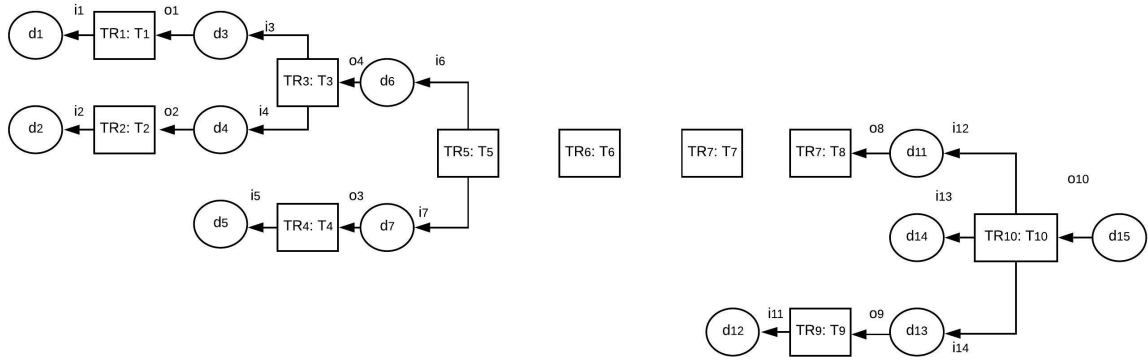 i1 o1 i3
d1 TR1: T1 d3
o4 i6
TR3: T3 d6
i2 o2 i4
d2 TR2: T2 d4
o8 i12
TR5: T5 TR6: T6 TR7: T7 TR7: T8 d11
o10
i5 o3 i7 i13
d5 TR4: T4 d7
d14 TR10: T10 d15
i11 o9
d12 TR9: T9 d13
i14